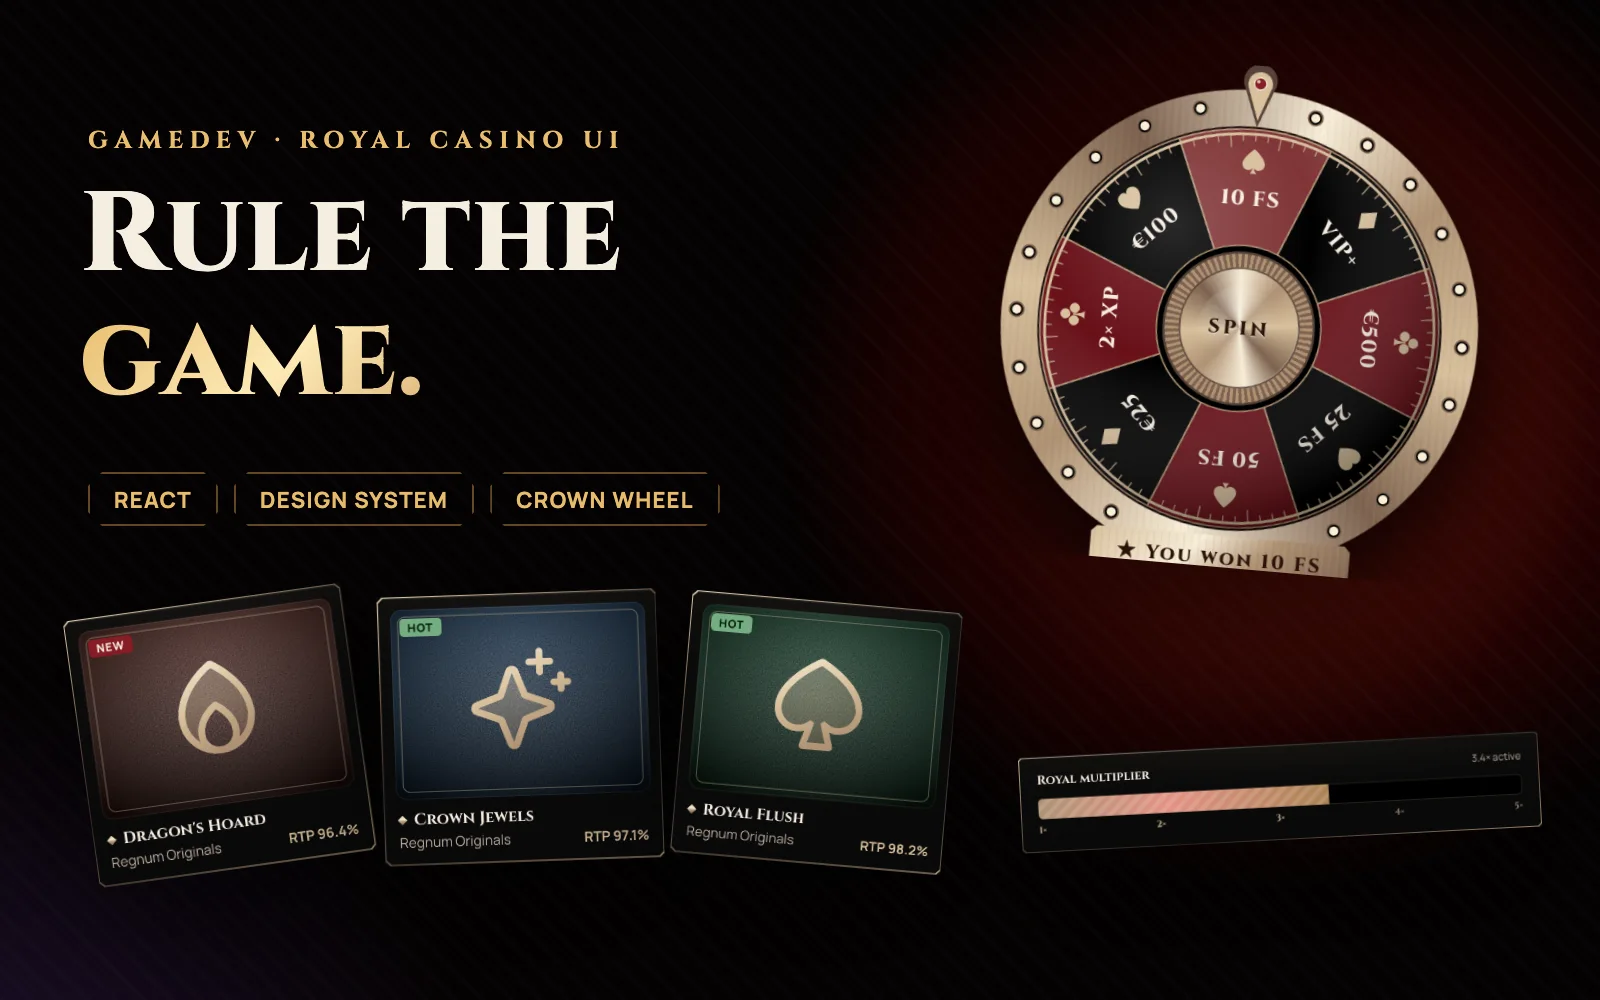 GAMEDEV · ROYAL CASINO UI
RULE THE
GAME.
REACT
DESIGN SYSTEM
CROWN WHEEL
10 FS
VIP+
€500
25 FS
50 FS
€25
2× XP
€100
SPIN
★ YOU WON 10 FS
NEW
DRAGON'S HOARD
Regnum Originals
RTP 96.4%
HOT
CROWN JEWELS
Regnum Originals
RTP 97.1%
HOT
ROYAL FLUSH
Regnum Originals
RTP 98.2%
ROYAL MULTIPLIER
3.4× active
1×
2×
3×
4×
5×